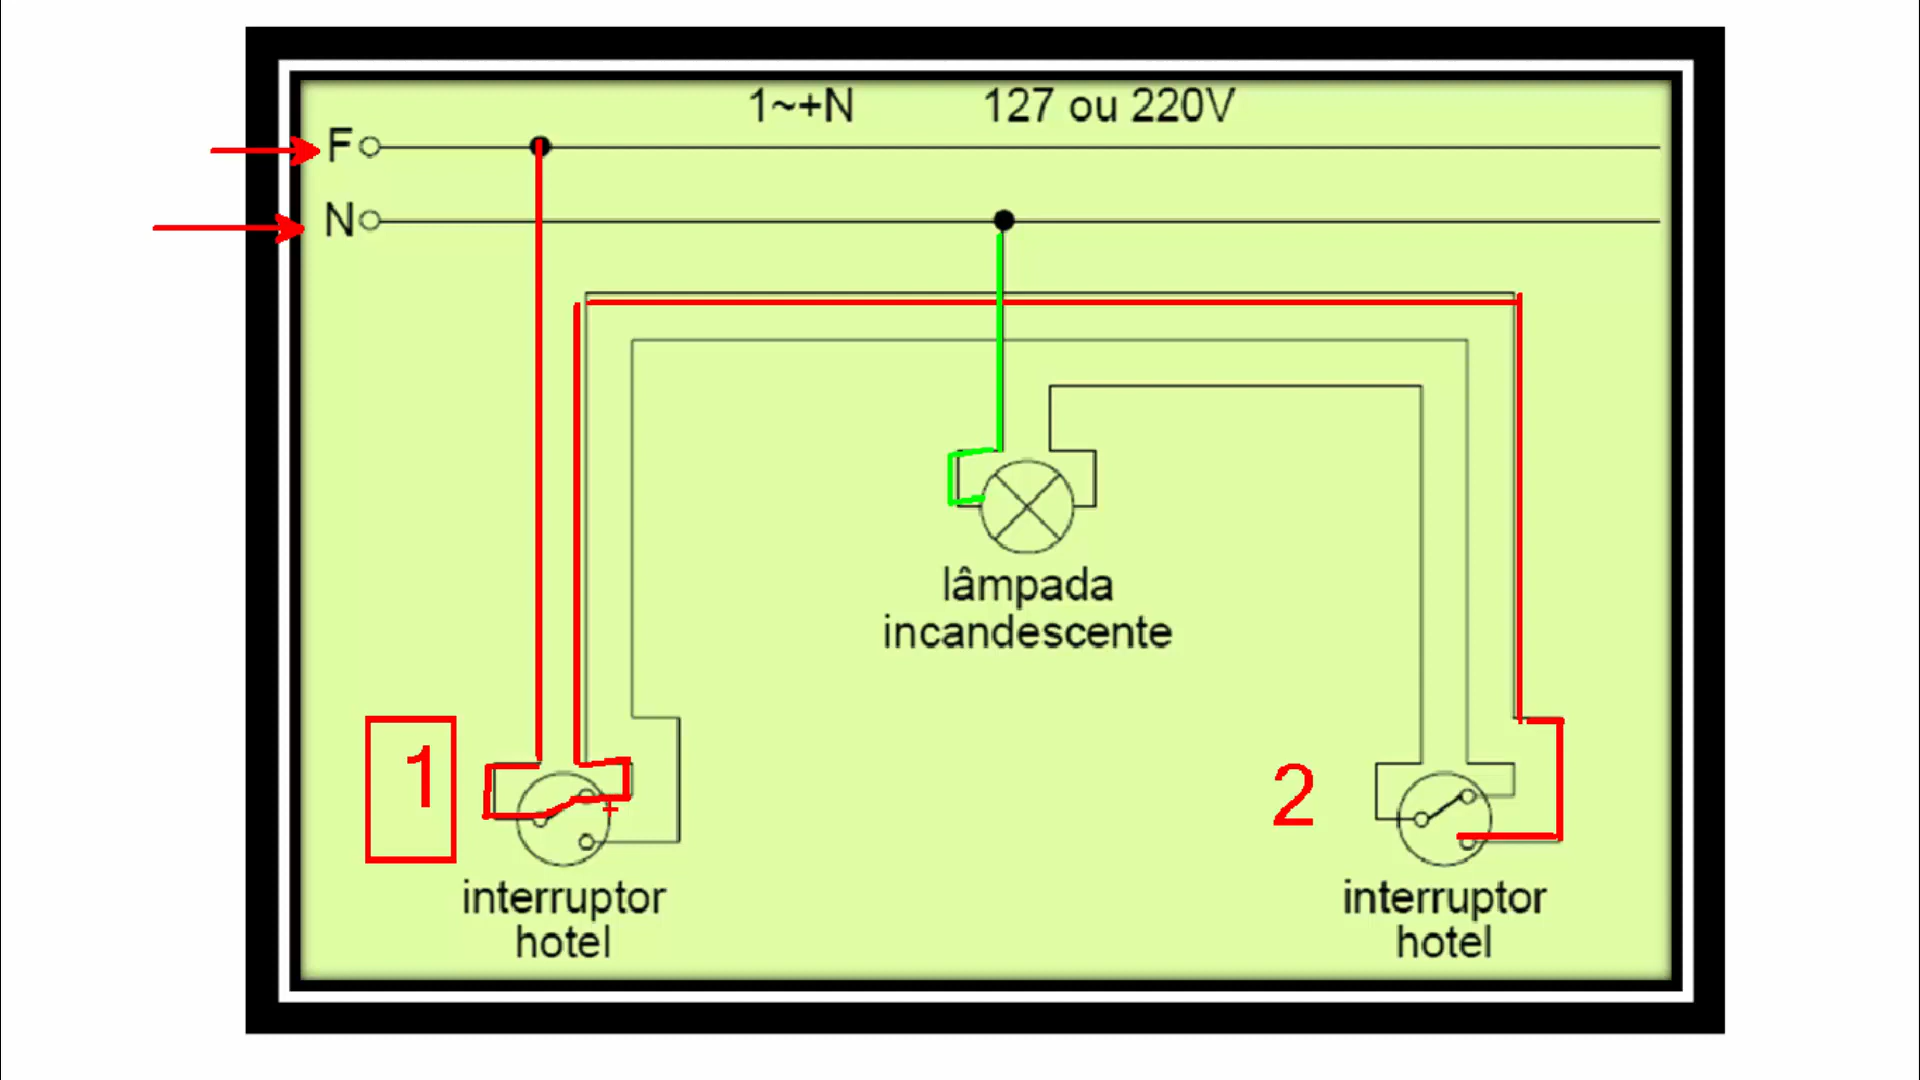 1~+N 127 ou 220V
F
N
lâmpada
incandescente
1
2
interruptor
hotel
interruptor
hotel